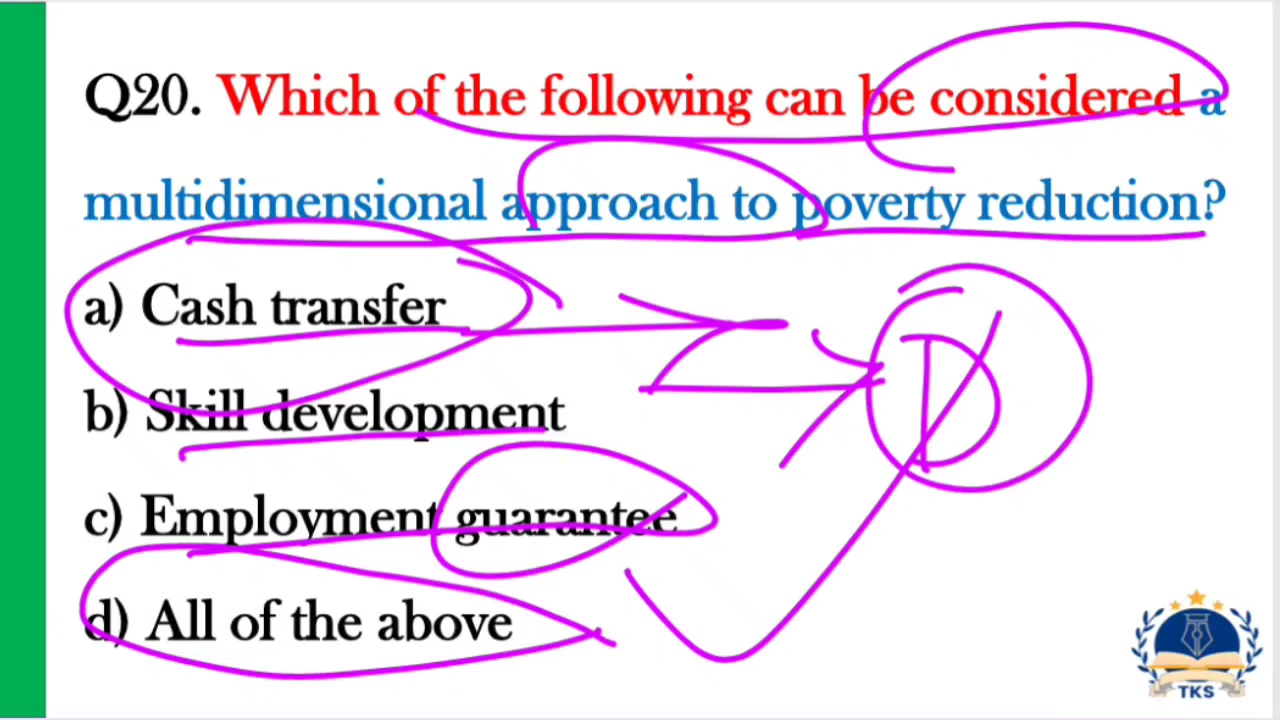 Q20. Which of the following can be considered a
multidimensional approach to poverty reduction?
a) Cash transfer
b) Skill development
c) Employment guarantee
d) All of the above
D
TKS